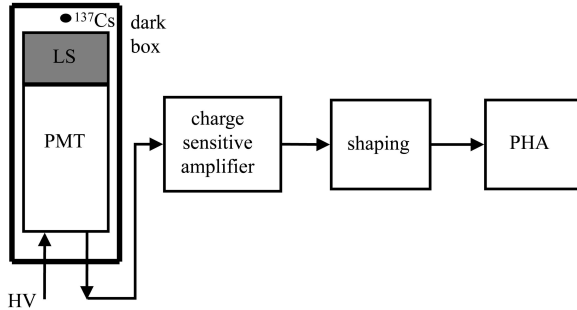 ¹³⁷Cs
dark
box
LS
PMT
HV
charge
sensitive
amplifier
shaping
PHA